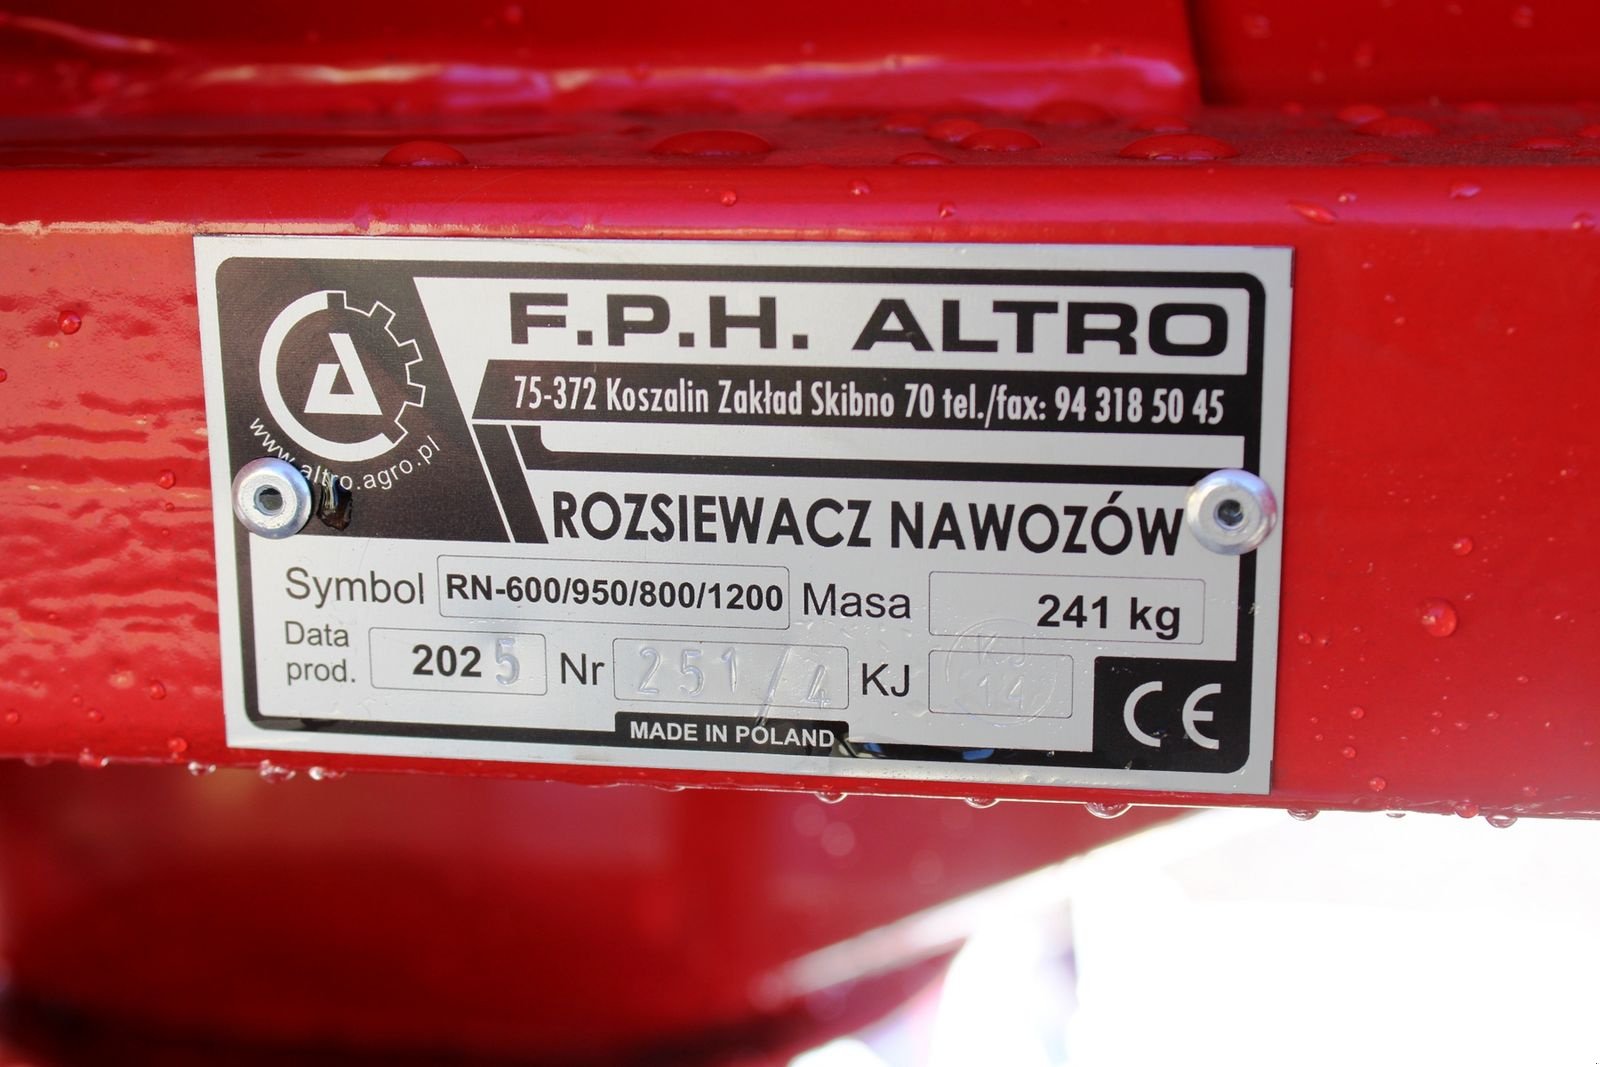 F.P.H. ALTRO
75-372 Koszalin Zakład Skibno 70 tel./fax: 94 318 50 45
www.altro.agro.pl
ROZSIEWACZ NAWOZÓW
Symbol RN-600/950/800/1200 Masa 241 kg
Data prod. 2025 Nr 251/4 KJ KJ 14
MADE IN POLAND
CE